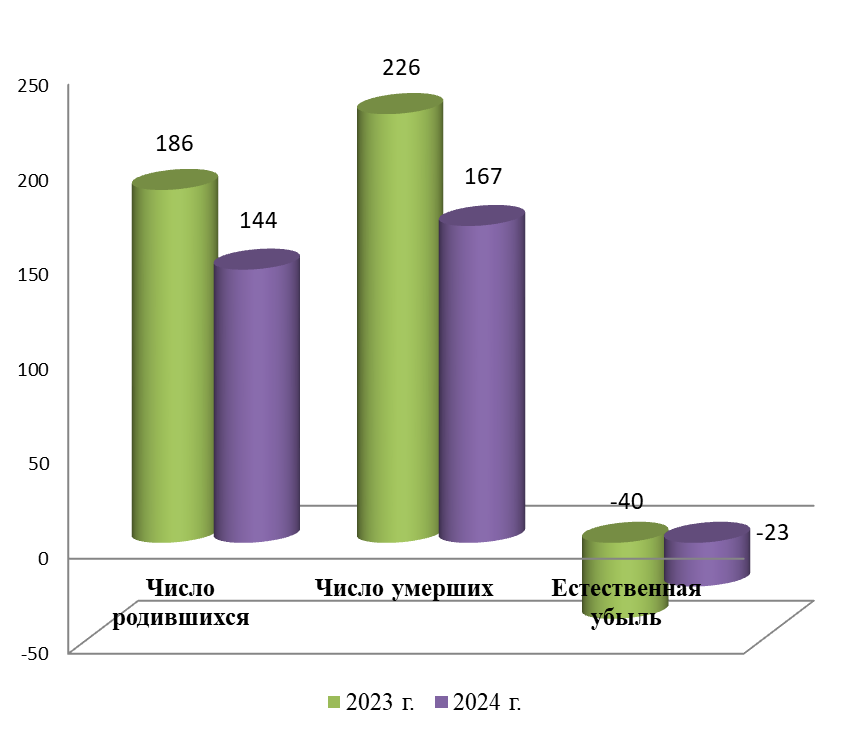 250
200
150
100
50
0
-50
186
144
226
167
-40
-23
Число
родившихся
Число умерших
Естественная
убыль
2023 г.
2024 г.